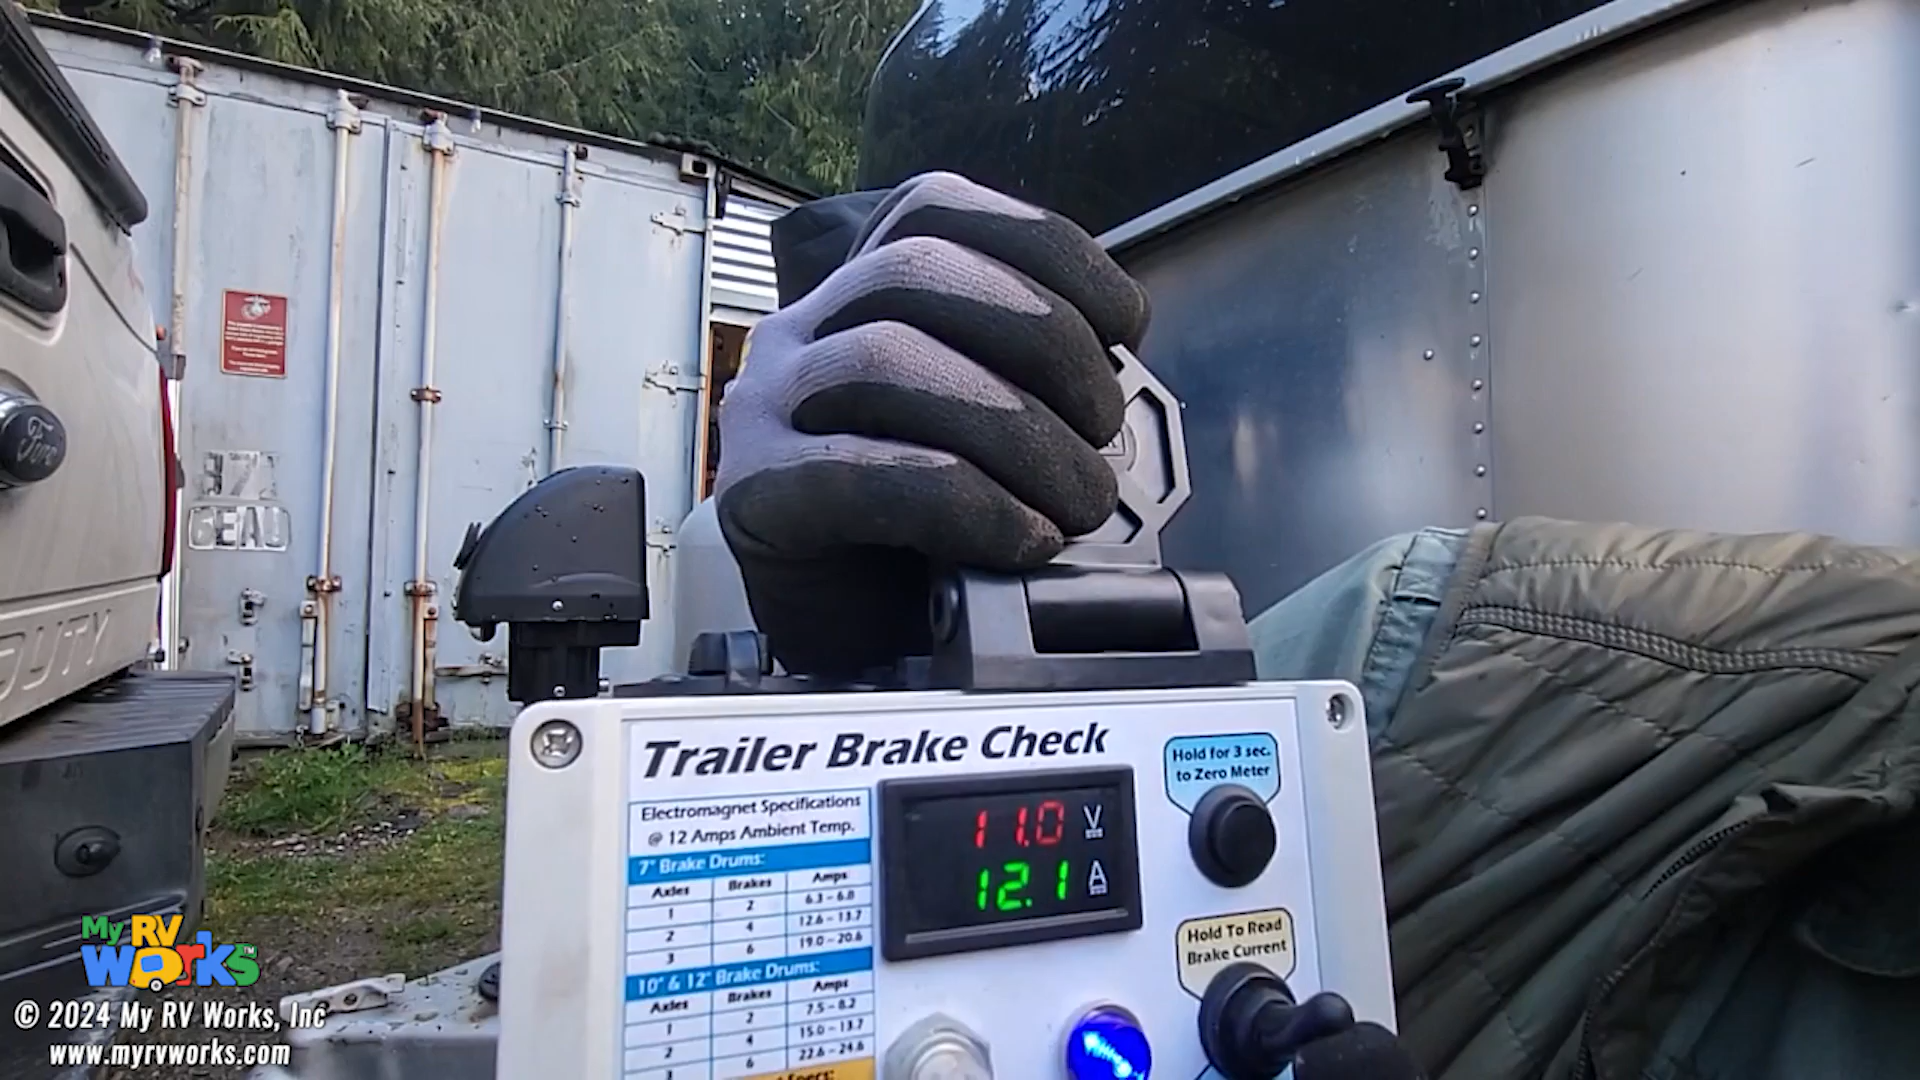 Ford
DUTY
Trailer Brake Check
Hold for 3 sec.
to Zero Meter
Electromagnet Specifications
@ 12 Amps Ambient Temp.
7" Brake Drums:
Axles Brakes Amps
1 2 6.3 - 6.8
2 4 12.6 - 13.7
3 6 19.0 - 20.6
10" & 12" Brake Drums:
Axles Brakes Amps
1 2 7.5 - 8.2
2 4 15.0 - 13.7
3 6 22.6 - 24.6
11.0 V
12.1 A
Hold To Read
Brake Current
My RV
Works™
© 2024 My RV Works, Inc
www.myrvworks.com